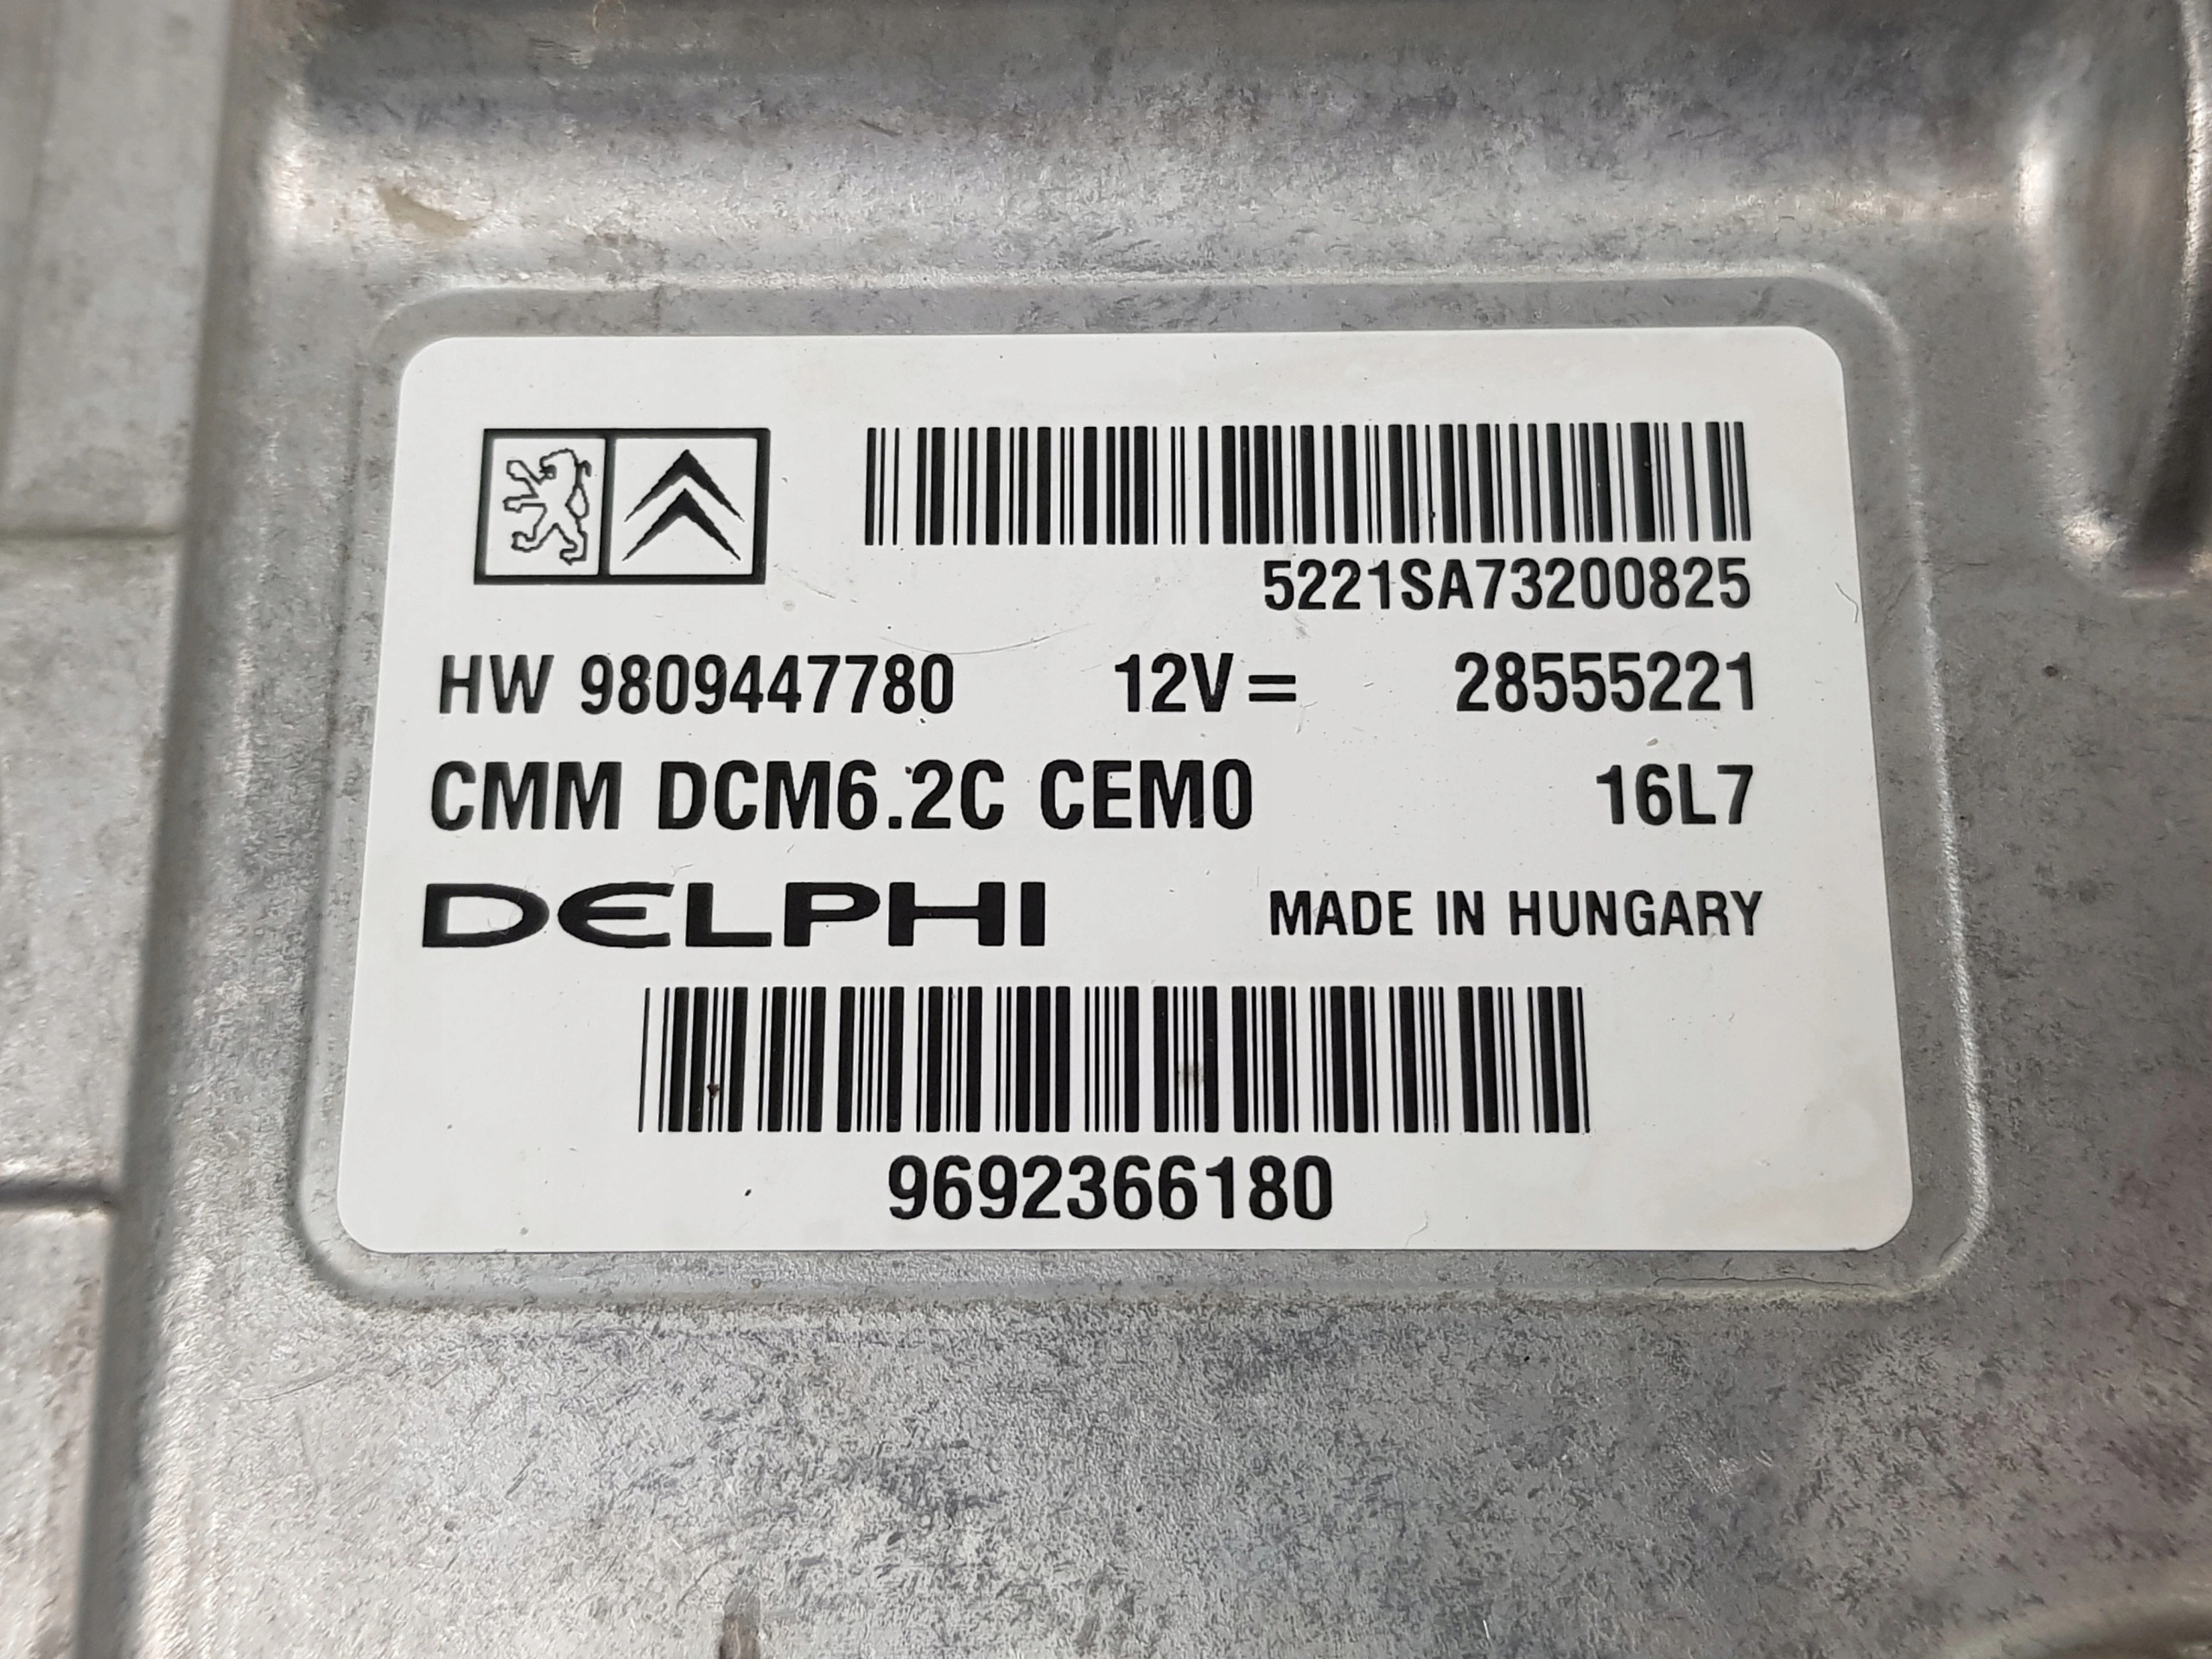 5221SA73200825
HW 9809447780 12V= 28555221
CMM DCM6.2C CEM0 16L7
DELPHI MADE IN HUNGARY
9692366180